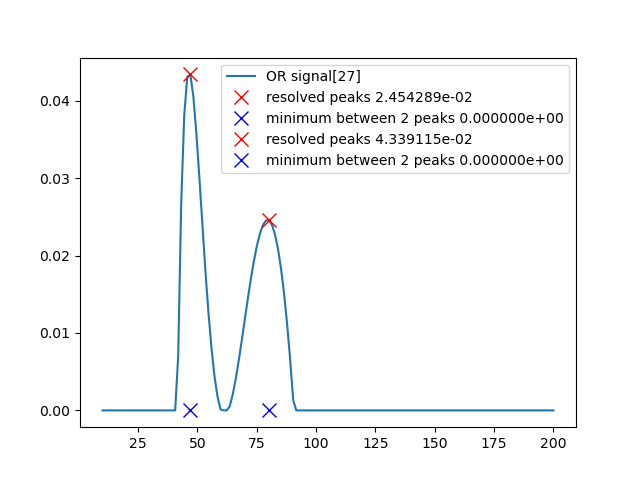 OR signal[27]
resolved peaks 2.454289e-02
minimum between 2 peaks 0.000000e+00
resolved peaks 4.339115e-02
minimum between 2 peaks 0.000000e+00
0.04
0.03
0.02
0.01
0.00
25 50 75 100 125 150 175 200